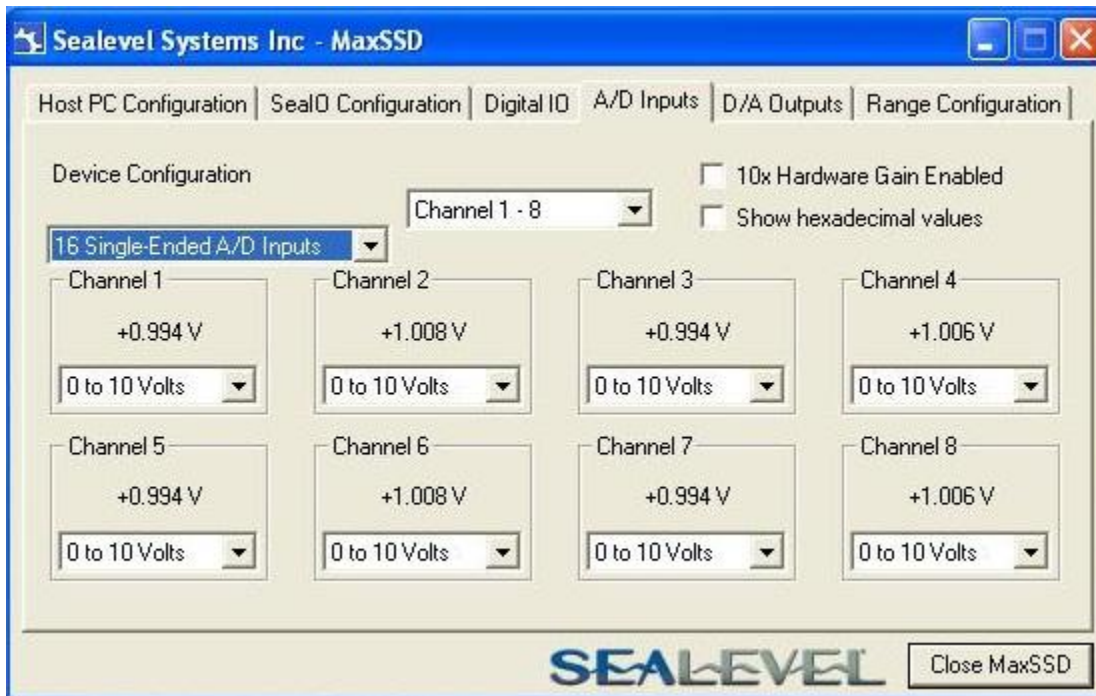 Sealevel Systems Inc - MaxSSD
Host PC Configuration
SeaIO Configuration
Digital IO
A/D Inputs
D/A Outputs
Range Configuration
Device Configuration
16 Single-Ended A/D Inputs
Channel 1 - 8
10x Hardware Gain Enabled
Show hexadecimal values
Channel 1
+0.994 V
0 to 10 Volts
Channel 2
+1.008 V
0 to 10 Volts
Channel 3
+0.994 V
0 to 10 Volts
Channel 4
+1.006 V
0 to 10 Volts
Channel 5
+0.994 V
0 to 10 Volts
Channel 6
+1.008 V
0 to 10 Volts
Channel 7
+0.994 V
0 to 10 Volts
Channel 8
+1.006 V
0 to 10 Volts
SEALEVEL
Close MaxSSD